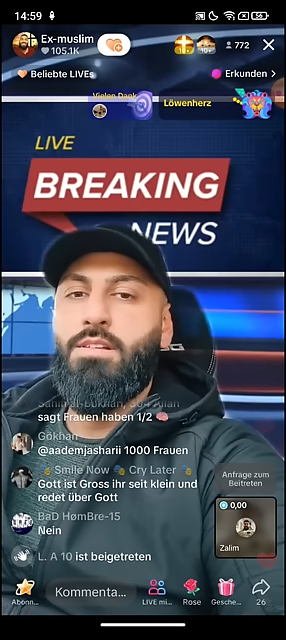 14:59
56
Ex-muslim
105.1K
10+
772
Beliebte LIVEs
Erkunden
Vielen Dank
Löwenherz
LIVE
BREAKING
NEWS
sagt Frauen haben 1/2
Gökhan
@aademjasharii 1000 Frauen
Smile Now Cry Later
Gott ist Gross ihr seit klein und
redet über Gott
BaD HømBre-15
Nein
L. A 10 ist beigetreten
Anfrage zum
Beitreten
0,00
Zalim
Abonn...
Kommenta...
LIVE mi...
Rose
Gesche...
26